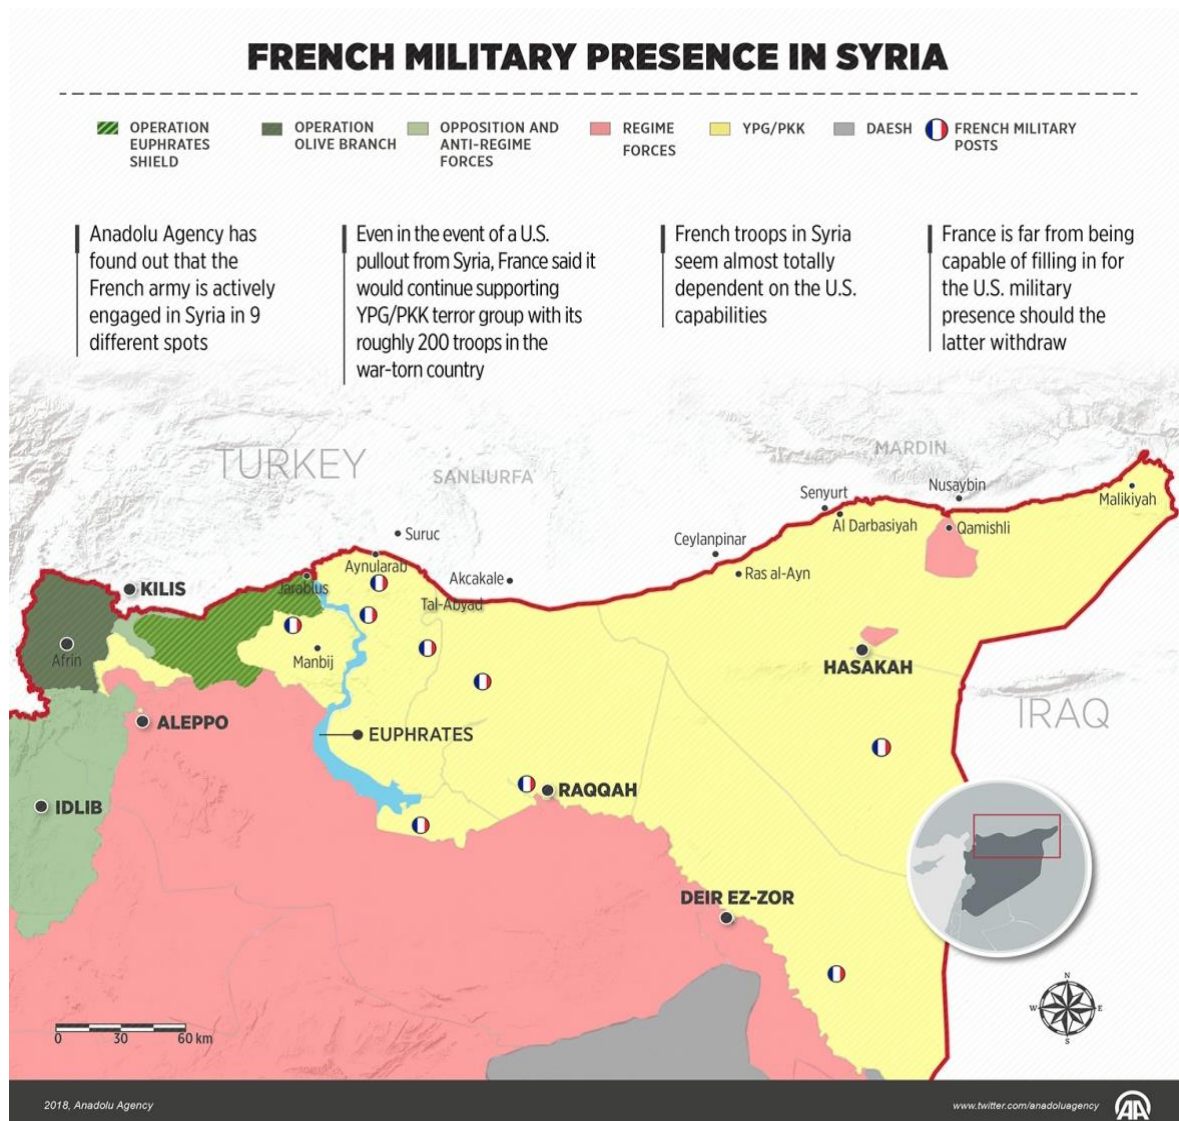 FRENCH MILITARY PRESENCE IN SYRIA
OPERATION
EUPHRATES
SHIELD
OPERATION
OLIVE BRANCH
OPPOSITION AND
ANTI-REGIME
FORCES
REGIME
FORCES
YPG/PKK
DAESH
FRENCH MILITARY
POSTS
Anadolu Agency has
found out that the
French army is actively
engaged in Syria in 9
different spots
Even in the event of a U.S.
pullout from Syria, France said it
would continue supporting
YPG/PKK terror group with its
roughly 200 troops in the
war-torn country
French troops in Syria
seem almost totally
dependent on the U.S.
capabilities
France is far from being
capable of filling in for
the U.S. military
presence should the
latter withdraw
TURKEY
SANLIURFA
MARDIN
Nusaybin
Senyurt
Malikiyah
Al Darbasiyah
Qamishli
Suruc
Ceylanpinar
Aynularab
Akcakale
Ras al-Ayn
KILIS
Jarablus
Tal-Abyad
Afrin
Manbij
HASAKAH
IRAQ
ALEPPO
EUPHRATES
RAQQAH
IDLIB
DEIR EZ-ZOR
N
W
E
S
0 30 60 km
2018, Anadolu Agency
www.twitter.com/anadoluagency
AA